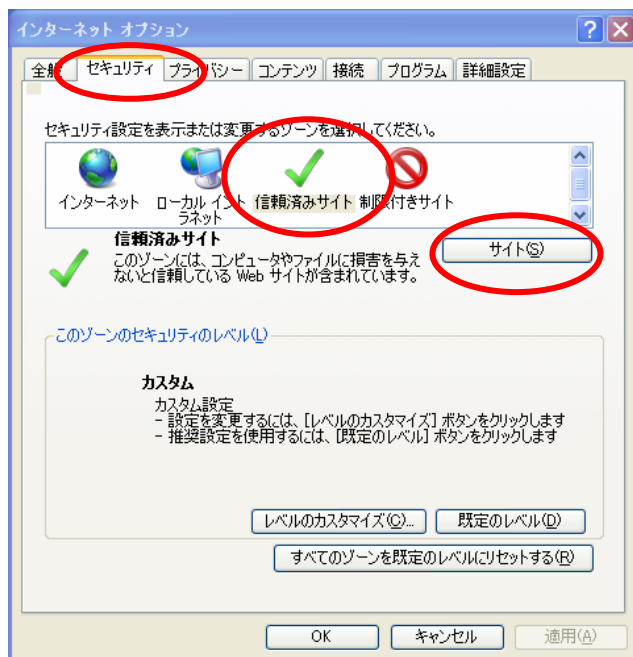 インターネット オプション
全般 セキュリティ プライバシー コンテンツ 接続 プログラム 詳細設定
セキュリティ設定を表示または変更するゾーンを選択してください。
インターネット ローカル イントラネット 信頼済みサイト 制限付きサイト
信頼済みサイト
サイト(S)
このゾーンには、コンピュータやファイルに損害を与え
ないと信頼している Web サイトが含まれています。
このゾーンのセキュリティのレベル(L)
カスタム
カスタム設定
- 設定を変更するには、[レベルのカスタマイズ] ボタンをクリックします
- 推奨設定を使用するには、[既定のレベル] ボタンをクリックします
レベルのカスタマイズ(C)... 既定のレベル(D)
すべてのゾーンを既定のレベルにリセットする(R)
OK キャンセル 適用(A)